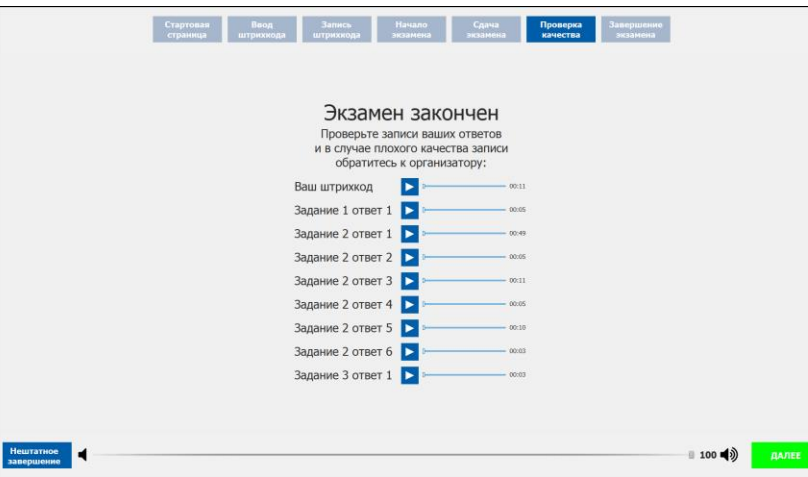 Стартовая страница
Ввод штрихкода
Запись штрихкода
Начало экзамена
Сдача экзамена
Проверка качества
Завершение экзамена
Экзамен закончен
Проверьте записи ваших ответов
и в случае плохого качества записи
обратитесь к организатору:
Ваш штрихкод 00:11
Задание 1 ответ 1 00:05
Задание 2 ответ 1 00:49
Задание 2 ответ 2 00:05
Задание 2 ответ 3 00:11
Задание 2 ответ 4 00:05
Задание 2 ответ 5 00:10
Задание 2 ответ 6 00:03
Задание 3 ответ 1 00:03
Нештатное
завершение
100
ДАЛЕЕ